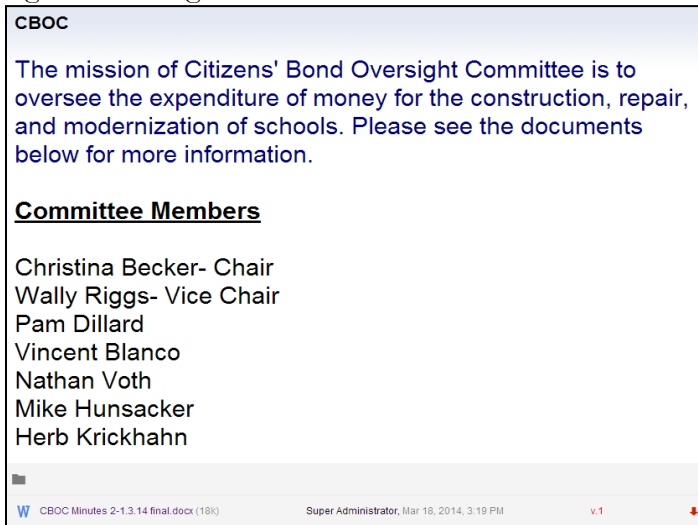 CBOC
The mission of Citizens' Bond Oversight Committee is to
oversee the expenditure of money for the construction, repair,
and modernization of schools. Please see the documents
below for more information.
Committee Members
Christina Becker- Chair
Wally Riggs- Vice Chair
Pam Dillard
Vincent Blanco
Nathan Voth
Mike Hunsacker
Herb Krickhahn
CBOC Minutes 2-1.3.14 final.docx (18k) Super Administrator, Mar 18, 2014, 3:19 PM v.1